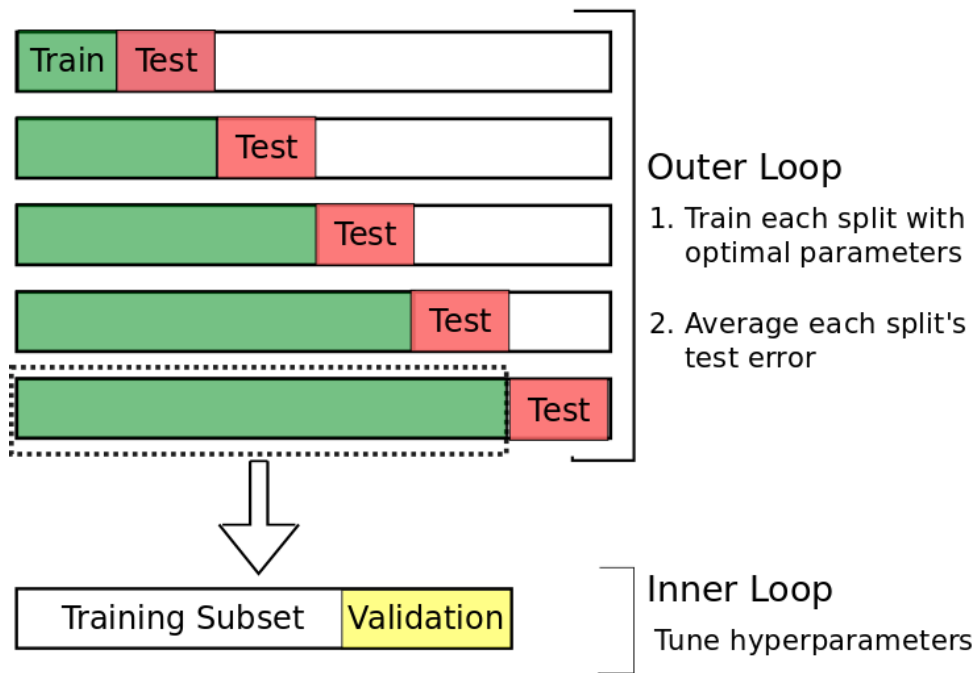 Train Test
Test
Test
Test
Test
Outer Loop
1. Train each split with
optimal parameters
2. Average each split's
test error
Training Subset Validation
Inner Loop
Tune hyperparameters